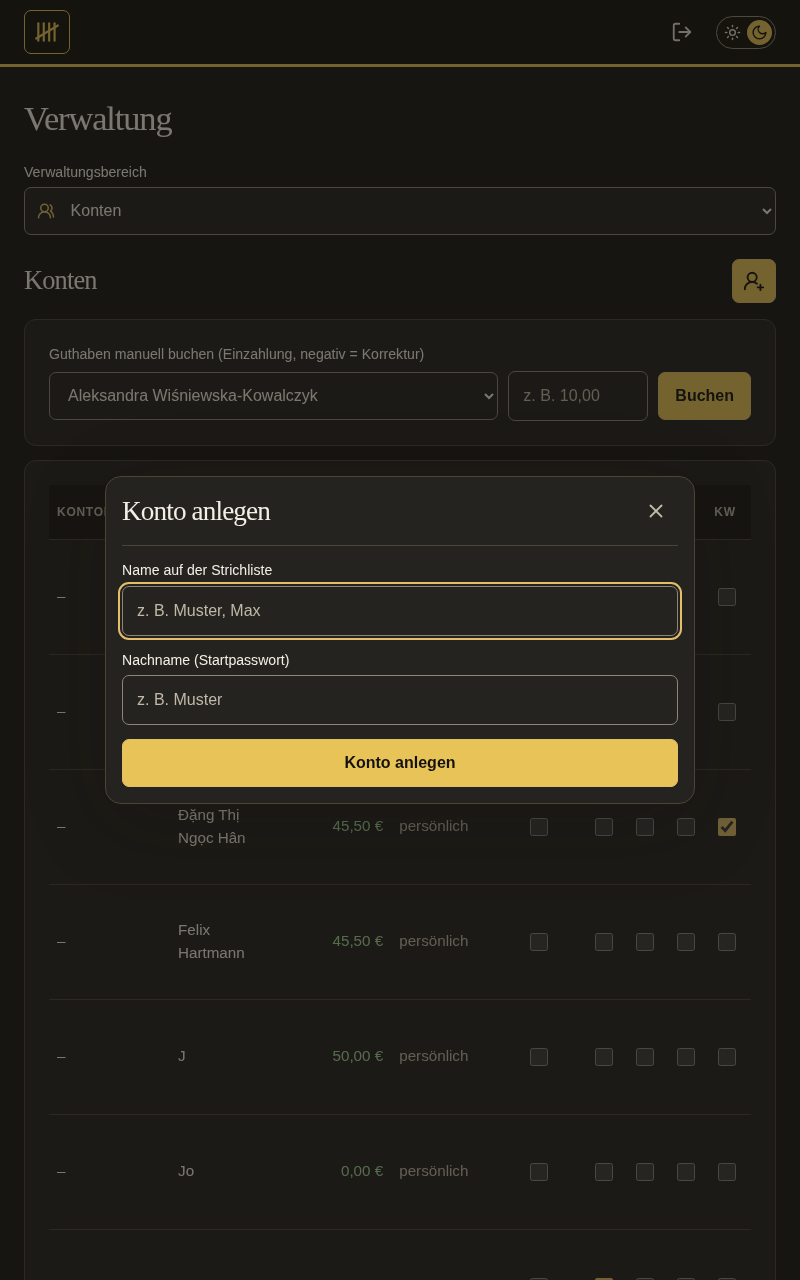 Verwaltung
Verwaltungsbereich
Konten
Konten
Guthaben manuell buchen (Einzahlung, negativ = Korrektur)
Aleksandra Wiśniewska-Kowalczyk
z. B. 10,00
Buchen
KW
–
–
Konto anlegen
Name auf der Strichliste
z. B. Muster, Max
Nachname (Startpasswort)
z. B. Muster
Konto anlegen
– Đặng Thị 45,50 € persönlich
Ngọc Hân
– Felix 45,50 € persönlich
Hartmann
– J 50,00 € persönlich
– Jo 0,00 € persönlich